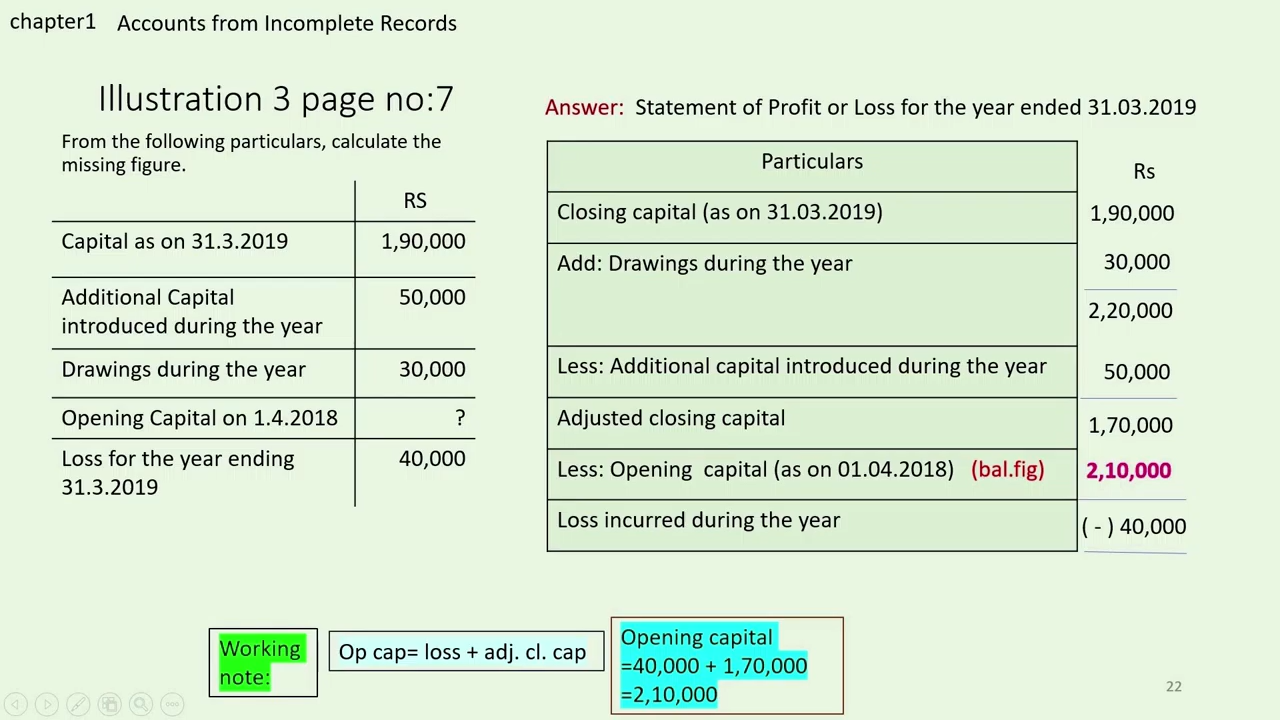 chapter1 Accounts from Incomplete Records
Illustration 3 page no:7
From the following particulars, calculate the
missing figure.
RS
Capital as on 31.3.2019 1,90,000
Additional Capital 50,000
introduced during the year
Drawings during the year 30,000
Opening Capital on 1.4.2018 ?
Loss for the year ending 40,000
31.3.2019
Answer: Statement of Profit or Loss for the year ended 31.03.2019
Particulars Rs
Closing capital (as on 31.03.2019) 1,90,000
Add: Drawings during the year 30,000
2,20,000
Less: Additional capital introduced during the year 50,000
Adjusted closing capital 1,70,000
Less: Opening capital (as on 01.04.2018) (bal.fig) 2,10,000
Loss incurred during the year ( - ) 40,000
Working
note:
Op cap= loss + adj. cl. cap
Opening capital
=40,000 + 1,70,000
=2,10,000
22